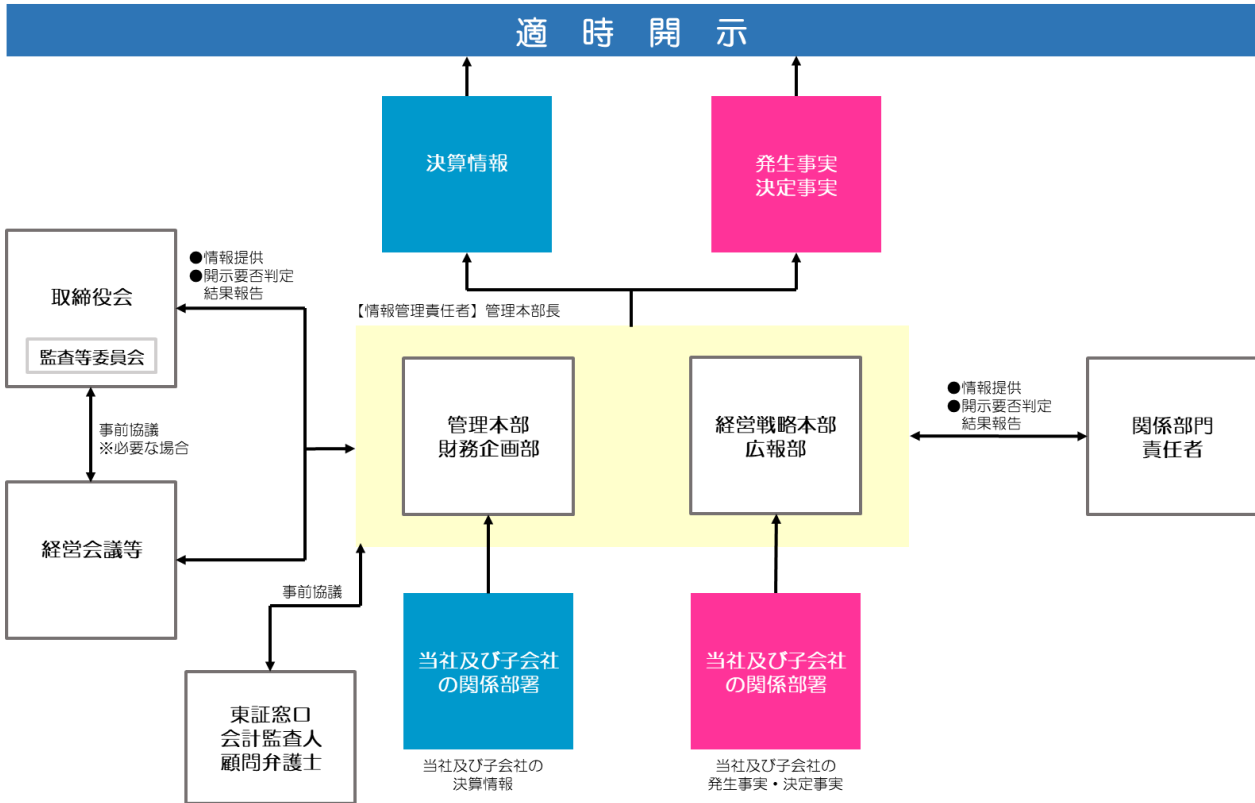 適時開示
決算情報
発生事実
決定事実
取締役会
監査等委員会
●情報提供
●開示要否判定
結果報告
【情報管理責任者】管理本部長
事前協議
※必要な場合
経営会議等
管理本部
財務企画部
経営戦略本部
広報部
●情報提供
●開示要否判定
結果報告
関係部門
責任者
事前協議
東証窓口
会計監査人
顧問弁護士
当社及び子会社
の関係部署
当社及び子会社の
決算情報
当社及び子会社
の関係部署
当社及び子会社の
発生事実・決定事実